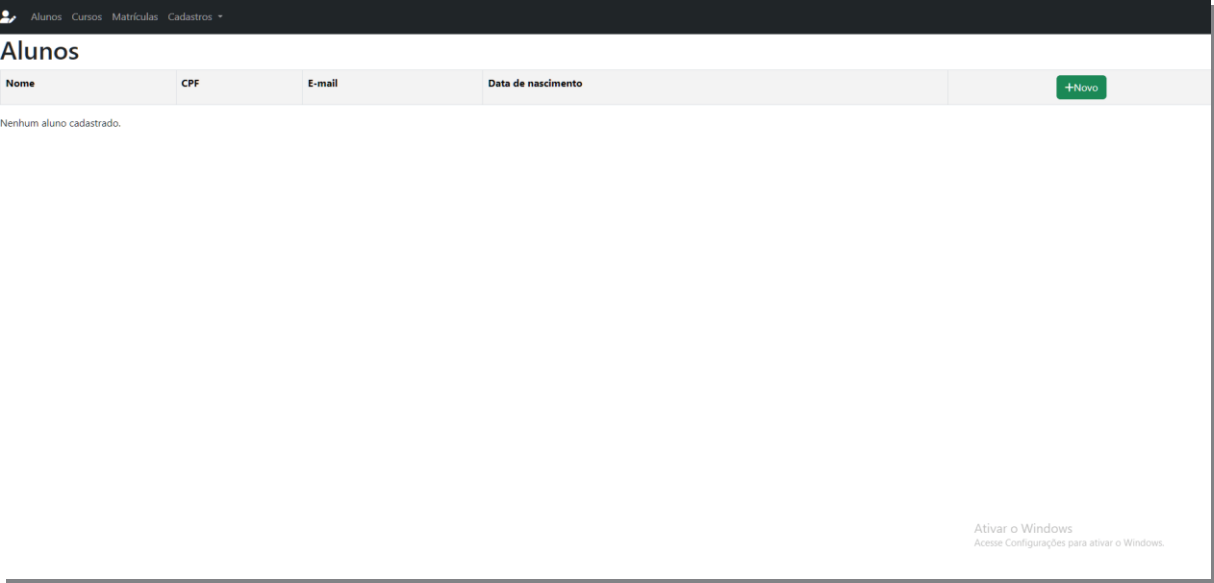 Alunos Cursos Matrículas Cadastros
Alunos
Nome CPF E-mail Data de nascimento +Novo
Nenhum aluno cadastrado.
Ativar o Windows
Acesse Configurações para ativar o Windows.